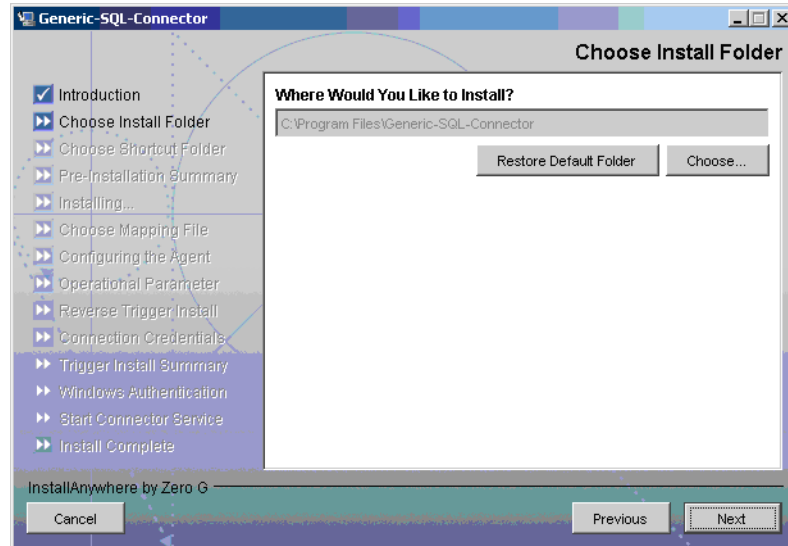 Generic-SQL-Connector
Choose Install Folder
Introduction
Choose Install Folder
Choose Shortcut Folder
Pre-Installation Summary
Installing...
Choose Mapping File
Configuring the Agent
Operational Parameter
Reverse Trigger Install
Connection Credentials
Trigger Install Summary
Windows Authentication
Start Connector Service
Install Complete
Where Would You Like to Install?
C:\Program Files\Generic-SQL-Connector
Restore Default Folder Choose...
InstallAnywhere by Zero G
Cancel Previous Next